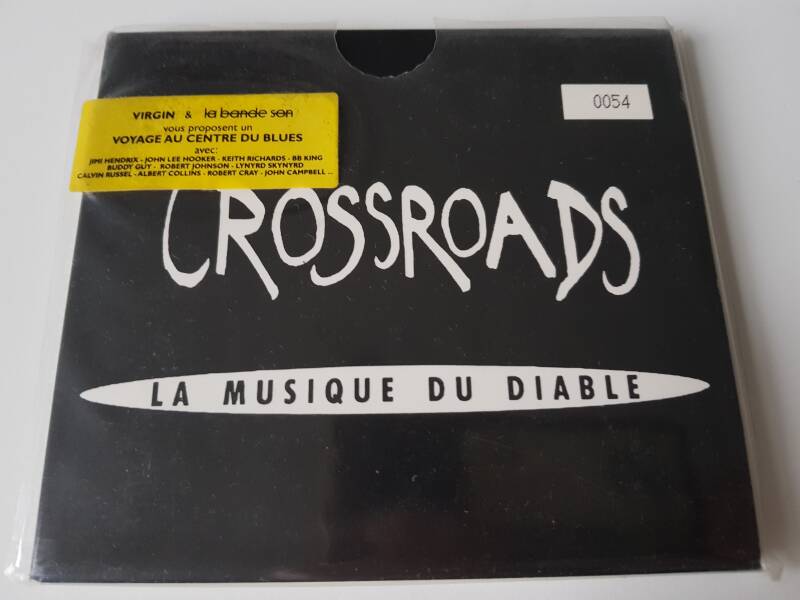 0054
VIRGIN & la bande son
vous proposent un
VOYAGE AU CENTRE DU BLUES
avec:
JIMI HENDRIX - JOHN LEE HOOKER - KEITH RICHARDS - BB KING
BUDDY GUY - ROBERT JOHNSON - LYNYRD SKYNYRD
CALVIN RUSSEL - ALBERT COLLINS - ROBERT CRAY - JOHN CAMPBELL ...
CROSSROADS
LA MUSIQUE DU DIABLE